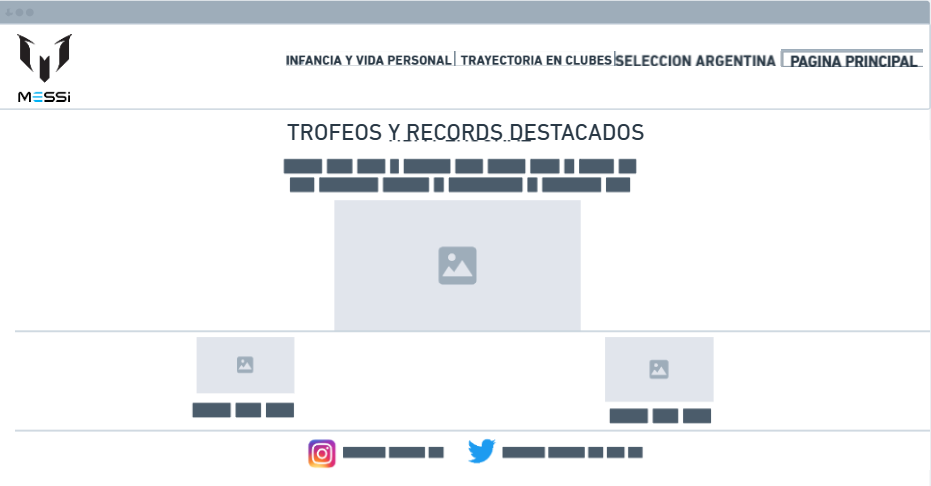 INFANCIA Y VIDA PERSONAL TRAYECTORIA EN CLUBES SELECCION ARGENTINA PAGINA PRINCIPAL
MESSi
TROFEOS Y RECORDS DESTACADOS